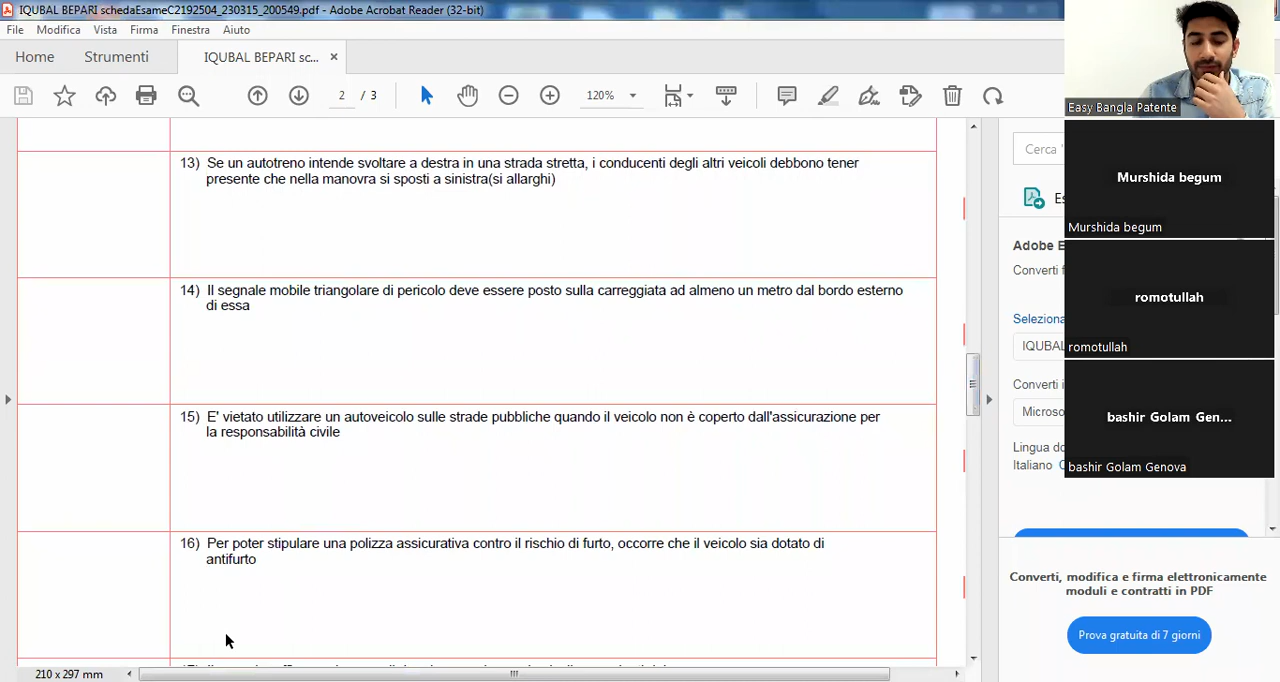 IQUBAL BEPARI schedaEsameC2192504_230315_200549.pdf - Adobe Acrobat Reader (32-bit)
File Modifica Vista Firma Finestra Aiuto
Home Strumenti IQUBAL BEPARI sc... ×
2 / 3 120%
Easy Bangla Patente
13) Se un autotreno intende svoltare a destra in una strada stretta, i conducenti degli altri veicoli debbono tener
presente che nella manovra si sposti a sinistra(si allarghi)
14) Il segnale mobile triangolare di pericolo deve essere posto sulla carreggiata ad almeno un metro dal bordo esterno
di essa
15) E' vietato utilizzare un autoveicolo sulle strade pubbliche quando il veicolo non è coperto dall'assicurazione per
la responsabilità civile
16) Per poter stipulare una polizza assicurativa contro il rischio di furto, occorre che il veicolo sia dotato di
antifurto
210 x 297 mm
Cerca
Es
Adobe E
Converti f
Seleziona
IQUBAL
Converti i
Microso
Lingua do
Italiano
Murshida begum
Murshida begum
romotullah
romotullah
bashir Golam Gen...
bashir Golam Genova
Converti, modifica e firma elettronicamente
moduli e contratti in PDF
Prova gratuita di 7 giorni